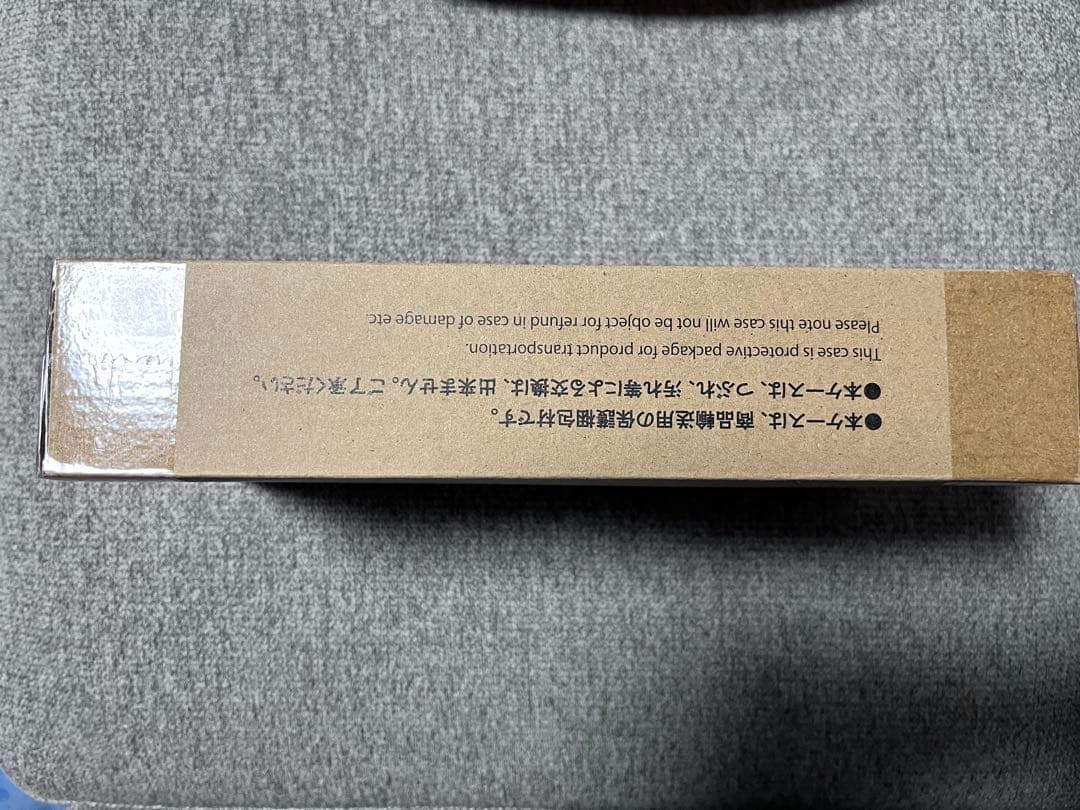 ●本ケースは、商品輸送用の保護梱包材です。
●本ケースは、つぶれ、汚れ等による交換は、出来ません。ご了承ください。
This case is protective package for product transportation.
Please note this case will not be object for refund in case of damage etc.